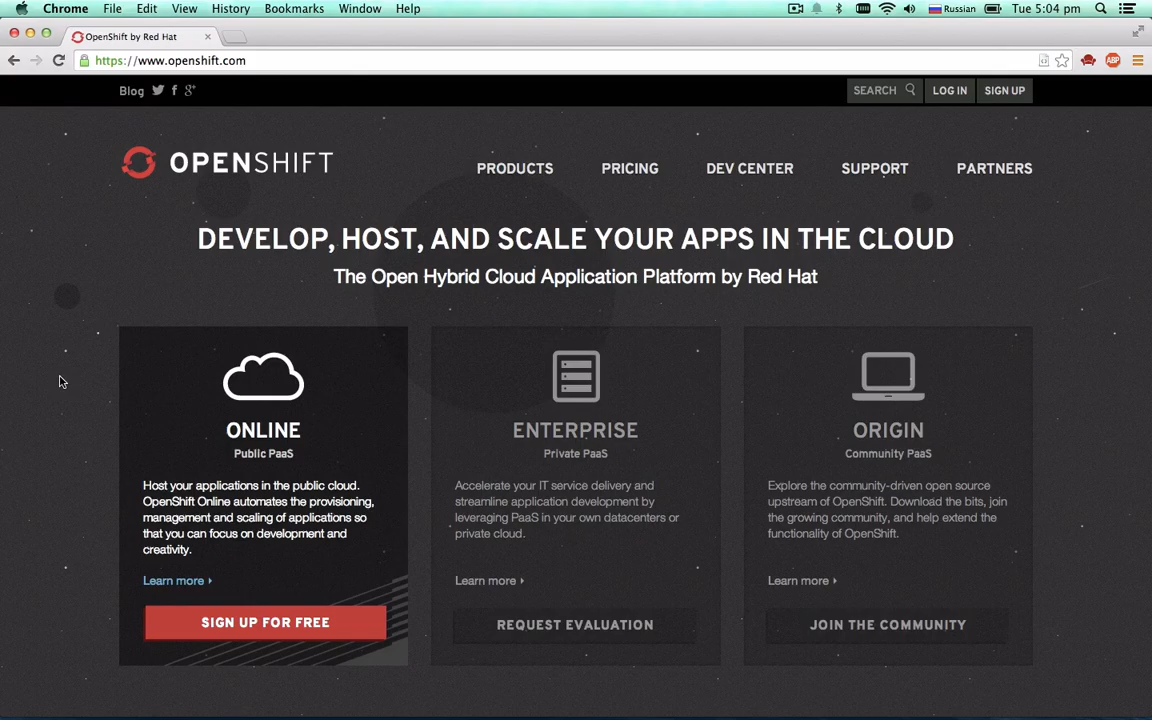 Chrome File Edit View History Bookmarks Window Help Russian Tue 5:04 pm
OpenShift by Red Hat
https://www.openshift.com ABP
Blog SEARCH LOG IN SIGN UP
OPENSHIFT PRODUCTS PRICING DEV CENTER SUPPORT PARTNERS
DEVELOP, HOST, AND SCALE YOUR APPS IN THE CLOUD
The Open Hybrid Cloud Application Platform by Red Hat
ONLINE
Public PaaS
Host your applications in the public cloud.
OpenShift Online automates the provisioning,
management and scaling of applications so
that you can focus on development and
creativity.
Learn more
SIGN UP FOR FREE
ENTERPRISE
Private PaaS
Accelerate your IT service delivery and
streamline application development by
leveraging PaaS in your own datacenters or
private cloud.
Learn more
REQUEST EVALUATION
ORIGIN
Community PaaS
Explore the community-driven open source
upstream of OpenShift. Download the bits, join
the growing community, and help extend the
functionality of OpenShift.
Learn more
JOIN THE COMMUNITY